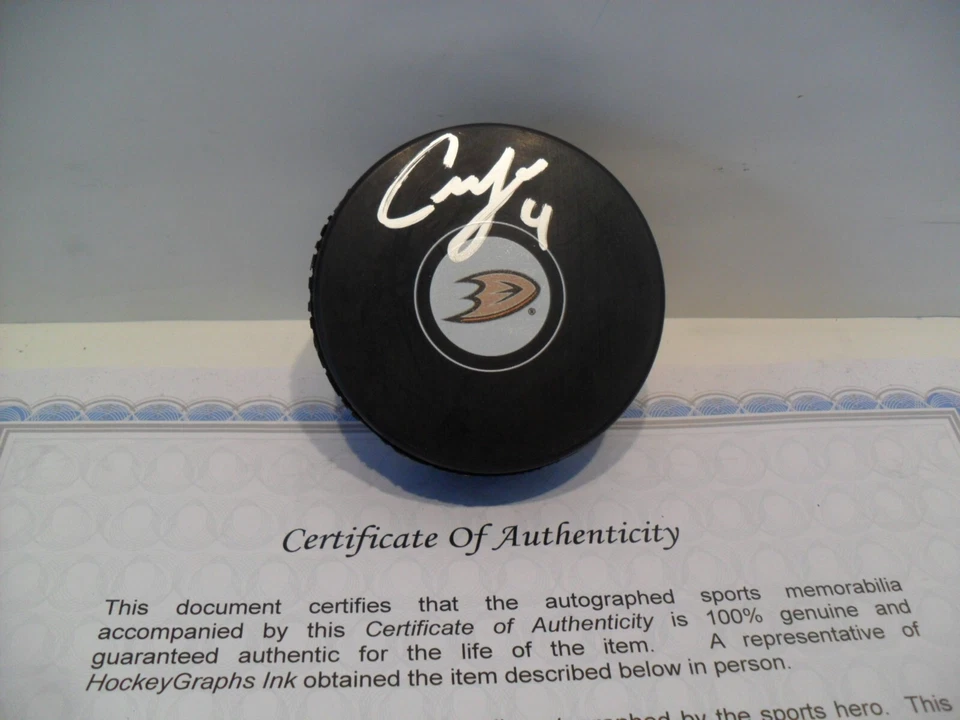 4
®
Certificate Of Authenticity
This document certifies that the autographed sports memorabilia
accompanied by this Certificate of Authenticity is 100% genuine and
guaranteed authentic for the life of the item. A representative of
HockeyGraphs Ink obtained the item described below in person.
by the sports hero. This